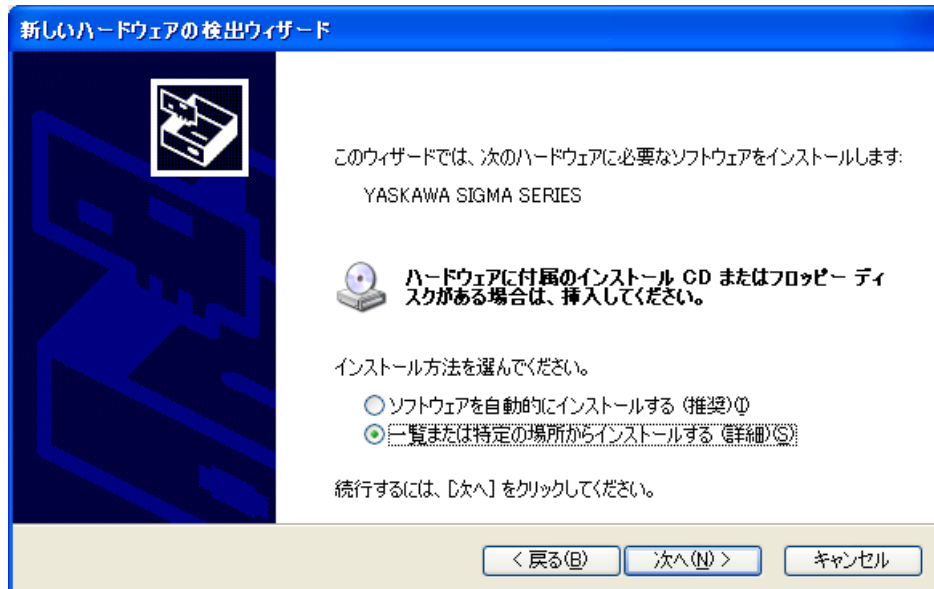 新しいハードウェアの検出ウィザード
このウィザードでは、次のハードウェアに必要なソフトウェアをインストールします:
YASKAWA SIGMA SERIES
ハードウェアに付属のインストール CD またはフロッピー ディ
スクがある場合は、挿入してください。
インストール方法を選んでください。
ソフトウェアを自動的にインストールする (推奨)(I)
一覧または特定の場所からインストールする (詳細)(S)
続行するには、[次へ] をクリックしてください。
< 戻る(B)
次へ(N) >
キャンセル